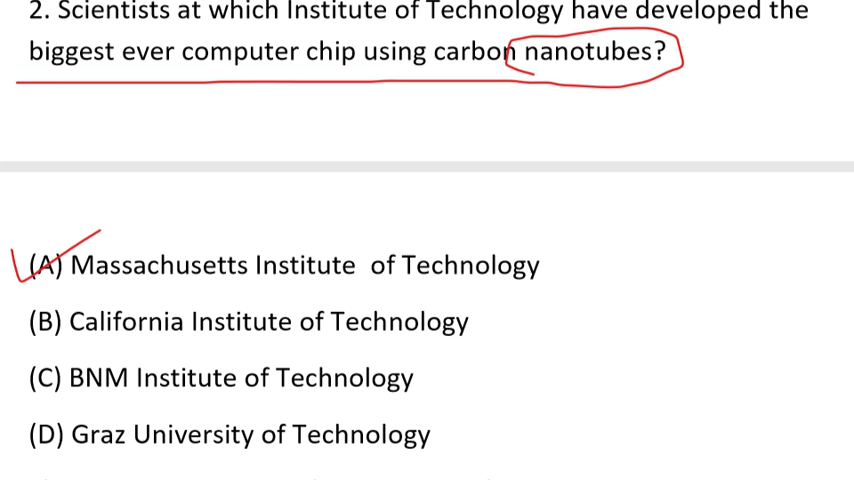 2. Scientists at which Institute of Technology have developed the
biggest ever computer chip using carbon nanotubes?
(A) Massachusetts Institute of Technology
(B) California Institute of Technology
(C) BNM Institute of Technology
(D) Graz University of Technology